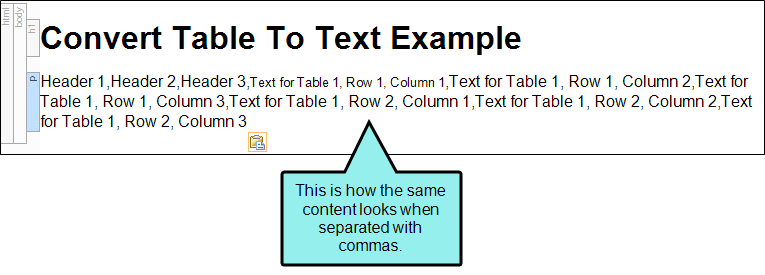 html
body
h1
Convert Table To Text Example
p
Header 1,Header 2,Header 3,Text for Table 1, Row 1, Column 1,Text for Table 1, Row 1, Column 2,Text for
Table 1, Row 1, Column 3,Text for Table 1, Row 2, Column 1,Text for Table 1, Row 2, Column 2,Text
for Table 1, Row 2, Column 3
This is how the same
content looks when
separated with
commas.